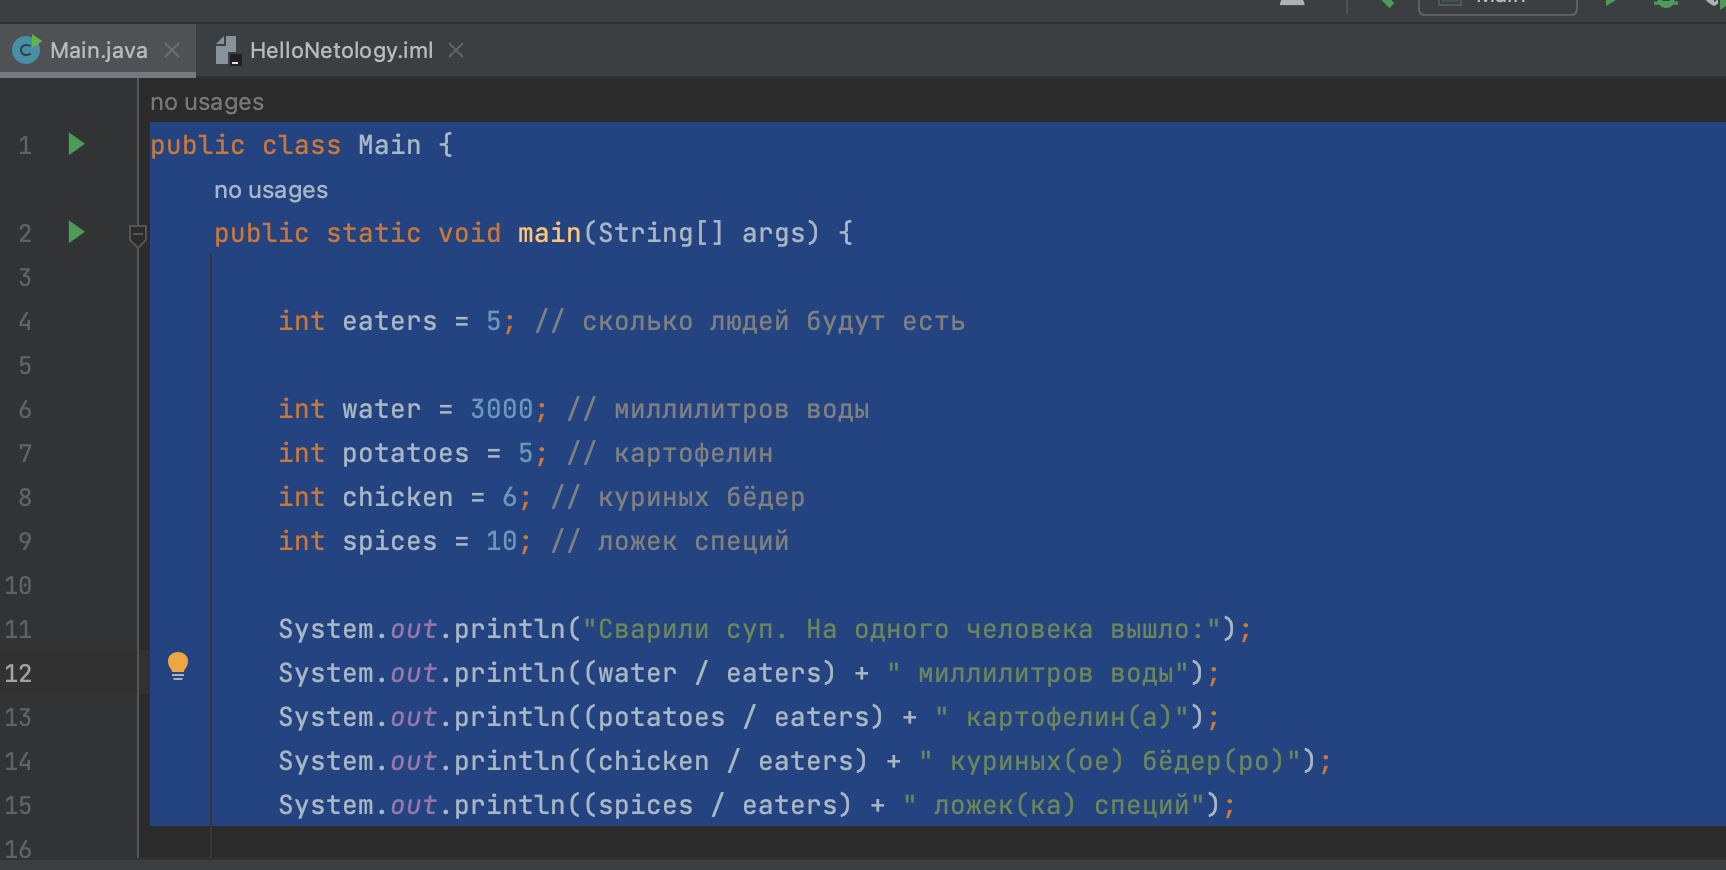 Main
Main.java
HelloNetology.iml
no usages
1 public class Main {
no usages
2 public static void main(String[] args) {
3
4 int eaters = 5; // сколько людей будут есть
5
6 int water = 3000; // миллилитров воды
7 int potatoes = 5; // картофелин
8 int chicken = 6; // куриных бёдер
9 int spices = 10; // ложек специй
10
11 System.out.println("Сварили суп. На одного человека вышло:");
12 System.out.println((water / eaters) + " миллилитров воды");
13 System.out.println((potatoes / eaters) + " картофелин(а)");
14 System.out.println((chicken / eaters) + " куриных(ое) бёдер(ро)");
15 System.out.println((spices / eaters) + " ложек(ка) специй");
16